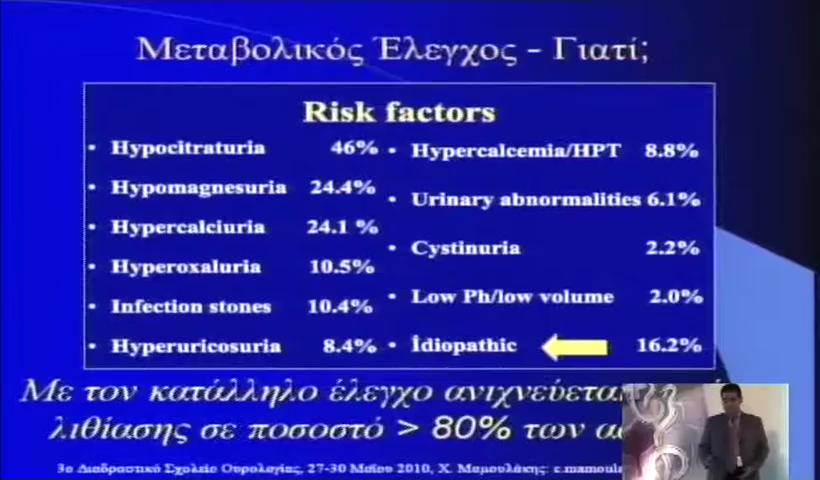 Μεταβολικός Έλεγχος – Γιατί;
Risk factors
• Hypocitraturia 46%
• Hypomagnesuria 24.4%
• Hypercalciuria 24.1 %
• Hyperoxaluria 10.5%
• Infection stones 10.4%
• Hyperuricosuria 8.4%
• Hypercalcemia/HPT 8.8%
• Urinary abnormalities 6.1%
• Cystinuria 2.2%
• Low Ph/low volume 2.0%
• İdiopathic 16.2%
Με τον κατάλληλο έλεγχο
λιθίασης σε ποσοστό > 80% των
3ο Διαδραστικό Σχολείο Ουρολογίας, 27-30 Μαΐου 2010, Χ. Μαμουλάκης: